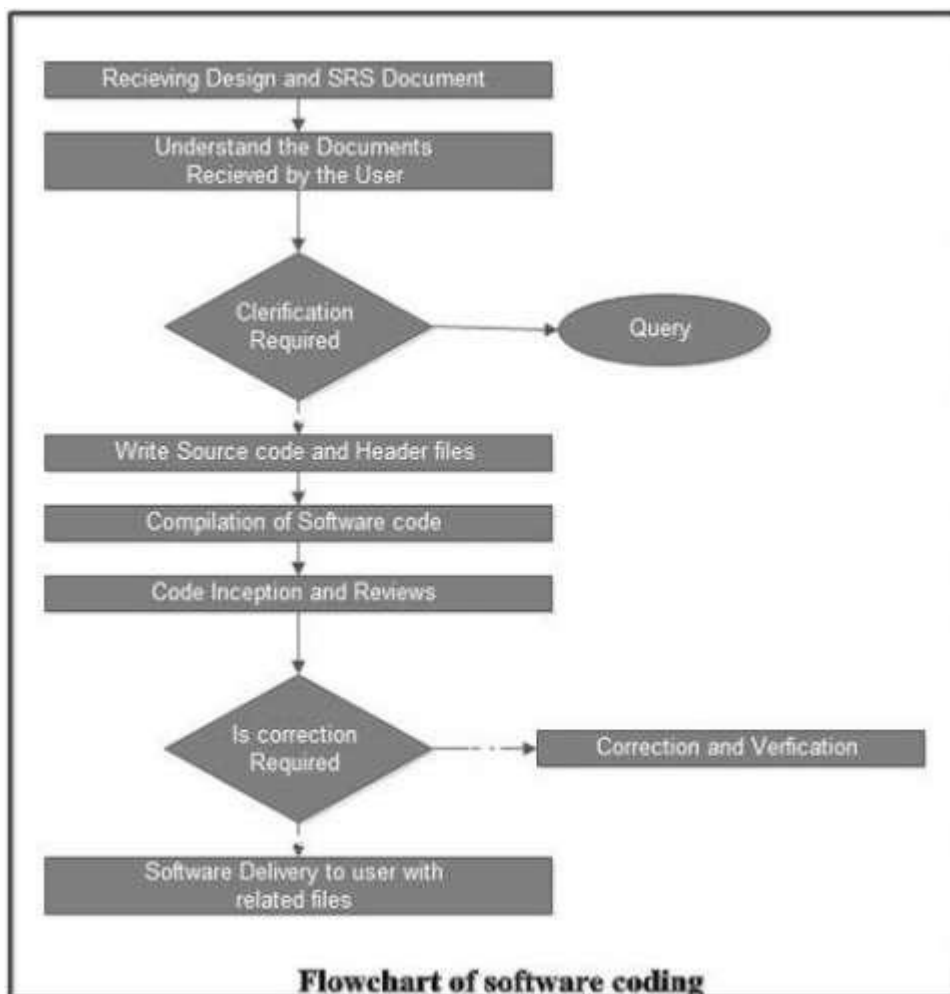 Recieving Design and SRS Document
Understand the Documents
Recieved by the User
Clerification
Required
Query
Write Source code and Header files
Compilation of Software code
Code Inception and Reviews
Is correction
Required
Correction and Verfication
Software Delivery to user with
related files
Flowchart of software coding